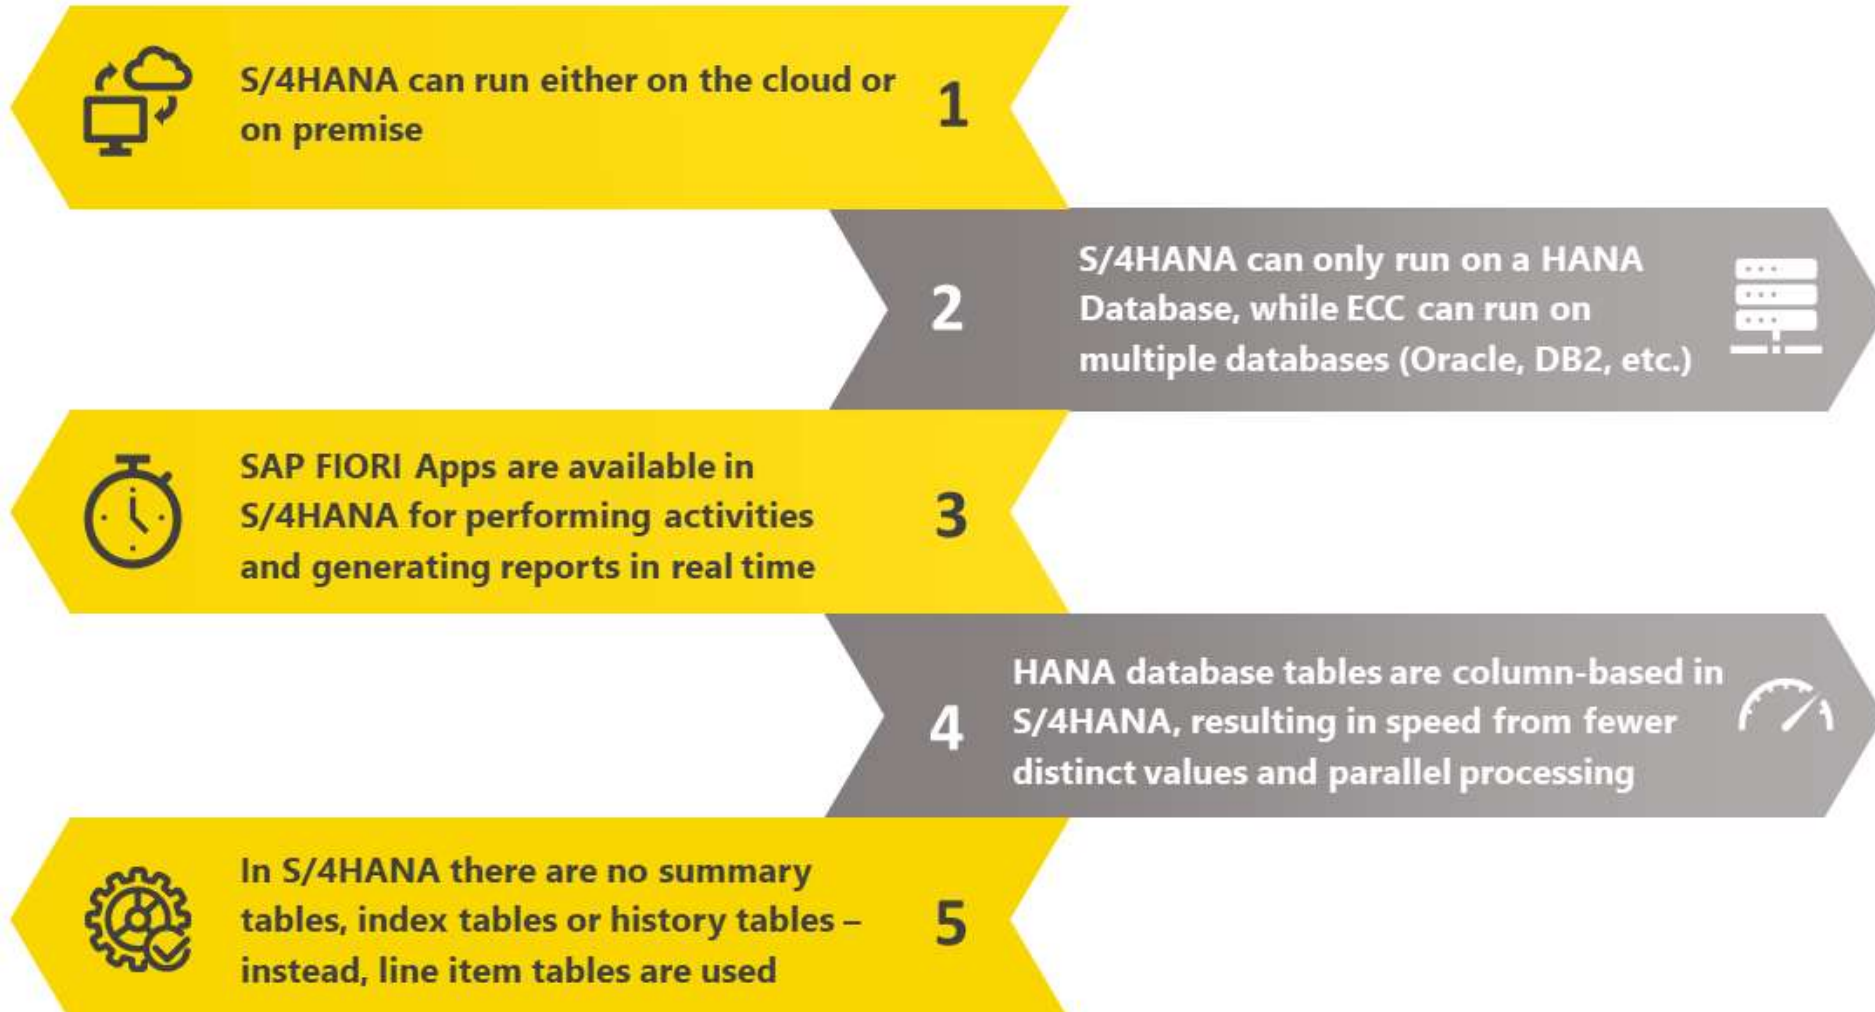 S/4HANA can run either on the cloud or
on premise
1
2
S/4HANA can only run on a HANA
Database, while ECC can run on
multiple databases (Oracle, DB2, etc.)
SAP FIORI Apps are available in
S/4HANA for performing activities
and generating reports in real time
3
4
HANA database tables are column-based in
S/4HANA, resulting in speed from fewer
distinct values and parallel processing
In S/4HANA there are no summary
tables, index tables or history tables –
instead, line item tables are used
5